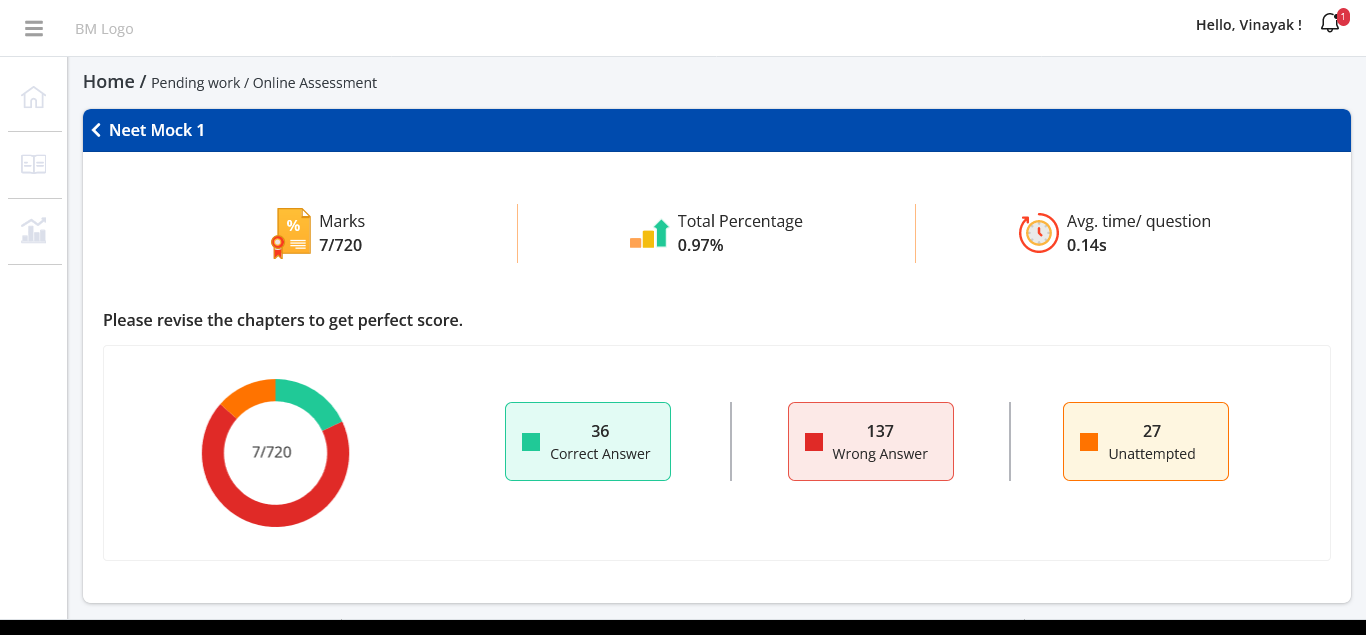 BM Logo
Hello, Vinayak !
1
Home / Pending work / Online Assessment
Neet Mock 1
%
Marks
7/720
Total Percentage
0.97%
Avg. time/ question
0.14s
Please revise the chapters to get perfect score.
7/720
36
Correct Answer
137
Wrong Answer
27
Unattempted